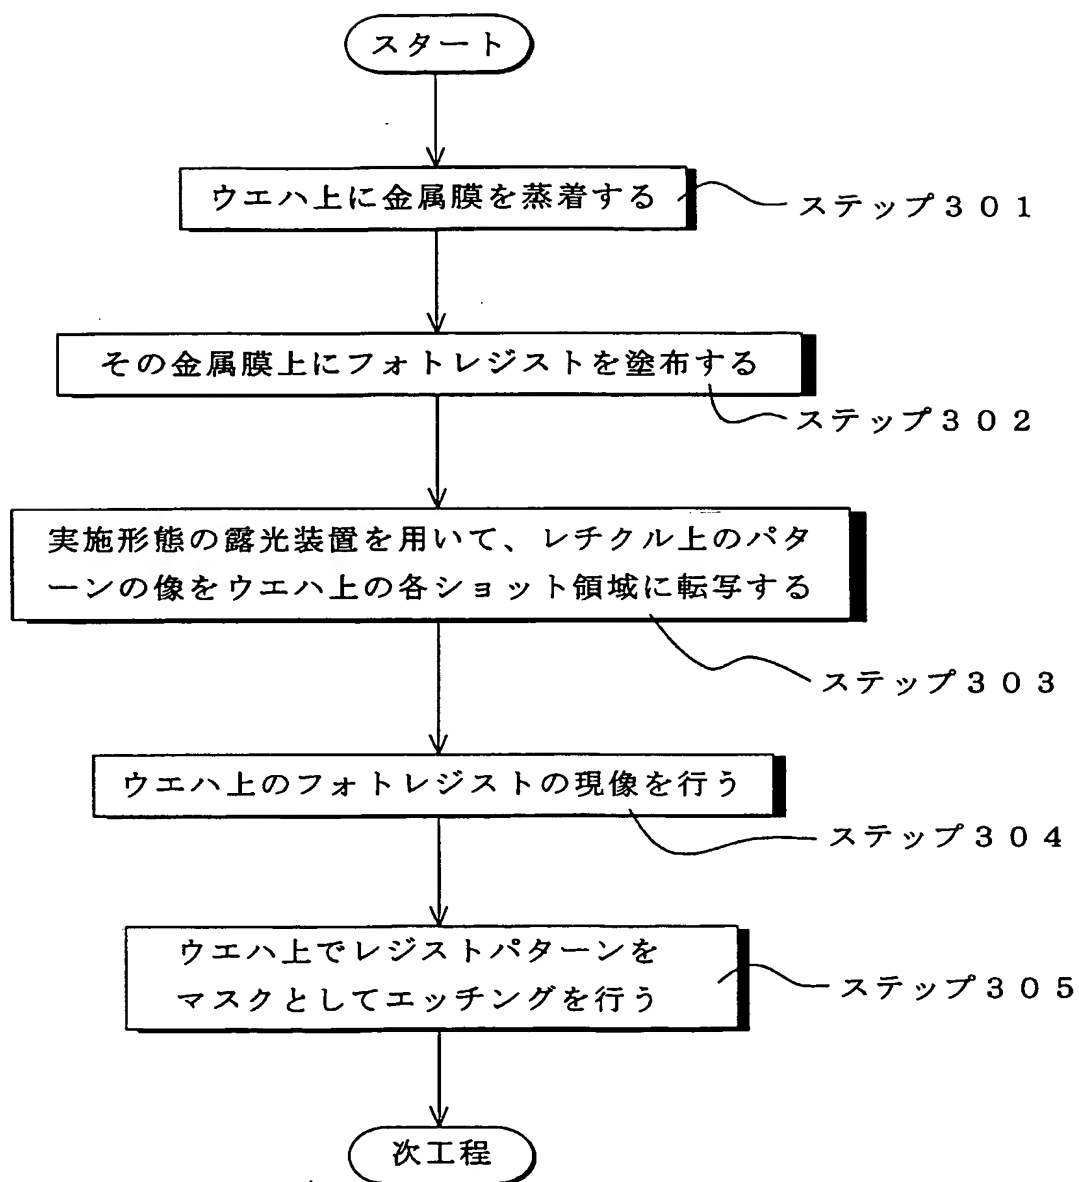 スタート
ウエハ上に金属膜を蒸着する
ステップ301
その金属膜上にフォトレジストを塗布する
ステップ302
実施形態の露光装置を用いて、レチクル上のパタ
ーンの像をウエハ上の各ショット領域に転写する
ステップ303
ウエハ上のフォトレジストの現像を行う
ステップ304
ウエハ上でレジストパターンを
マスクとしてエッチングを行う
ステップ305
次工程